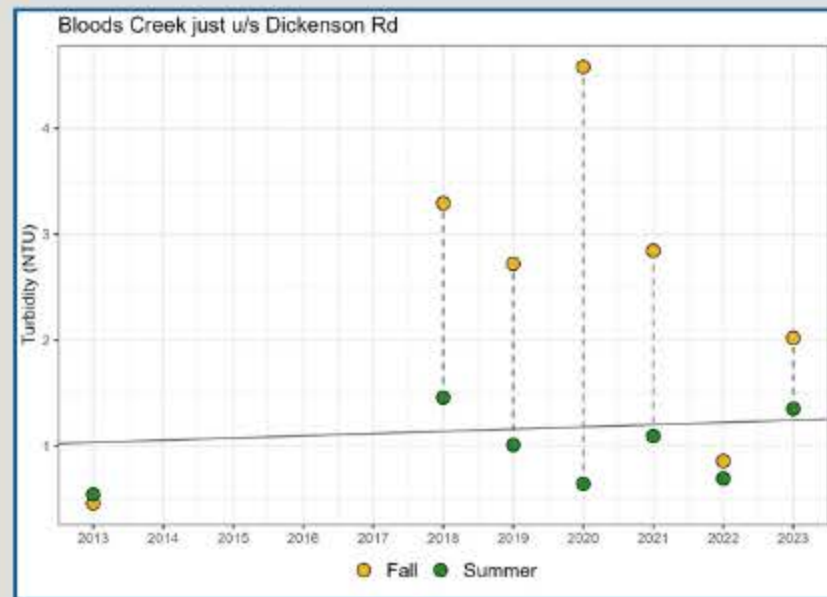 Bloods Creek just u/s Dickenson Rd
Turbidity (NTU)
4
3
2
1
2013 2014 2015 2016 2017 2018 2019 2020 2021 2022 2023
Fall Summer